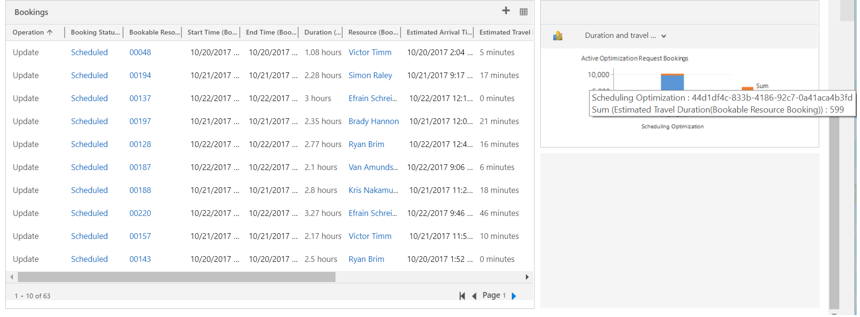 Bookings
Operation ↑ Booking Statu... Bookable Reso... Start Time (Bo... End Time (Boo... Duration (... Resource (Boo... Estimated Arrival Ti... Estimated Travel
Update Scheduled 00048 10/20/2017 ... 10/20/2017 ... 1.08 hours Victor Timm 10/20/2017 2:04 ... 5 minutes
Update Scheduled 00194 10/21/2017 ... 10/21/2017 ... 2.28 hours Simon Raley 10/21/2017 9:17 ... 17 minutes
Update Scheduled 00137 10/22/2017 ... 10/22/2017 ... 3 hours Efrain Schrei... 10/22/2017 12:1... 0 minutes
Update Scheduled 00197 10/21/2017 ... 10/21/2017 ... 2.35 hours Brady Hannon 10/21/2017 12:0... 21 minutes
Update Scheduled 00128 10/22/2017 ... 10/22/2017 ... 2.77 hours Ryan Brim 10/22/2017 12:4... 16 minutes
Update Scheduled 00187 10/22/2017 ... 10/22/2017 ... 2.1 hours Van Amunds... 10/22/2017 9:06 ... 6 minutes
Update Scheduled 00188 10/21/2017 ... 10/21/2017 ... 2.8 hours Kris Nakamu... 10/21/2017 11:2... 18 minutes
Update Scheduled 00220 10/22/2017 ... 10/22/2017 ... 3.27 hours Efrain Schrei... 10/22/2017 9:46 ... 46 minutes
Update Scheduled 00157 10/21/2017 ... 10/21/2017 ... 2.17 hours Victor Timm 10/21/2017 11:5... 10 minutes
Update Scheduled 00143 10/20/2017 ... 10/20/2017 ... 2.5 hours Ryan Brim 10/20/2017 1:52 ... 0 minutes
1 - 10 of 63
Page 1
Duration and travel ...
Active Optimization Request Bookings
10,000
Sum
Scheduling Optimization : 44d1df4c-833b-4186-92c7-0a41aca4b3fd
Sum (Estimated Travel Duration(Bookable Resource Booking)) : 599
Scheduling Optimization